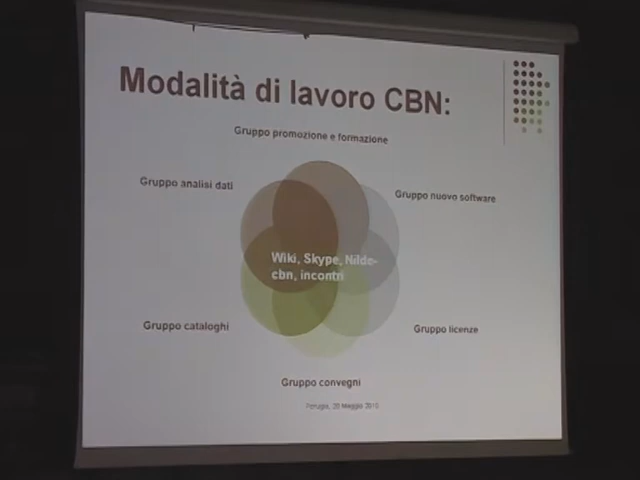 Modalità di lavoro CBN:
Gruppo promozione e formazione
Gruppo analisi dati
Gruppo nuovo software
Wiki, Skype, Nilde-
cbn, incontri
Gruppo cataloghi
Gruppo licenze
Gruppo convegni
Perugia, 20 Maggio 2010